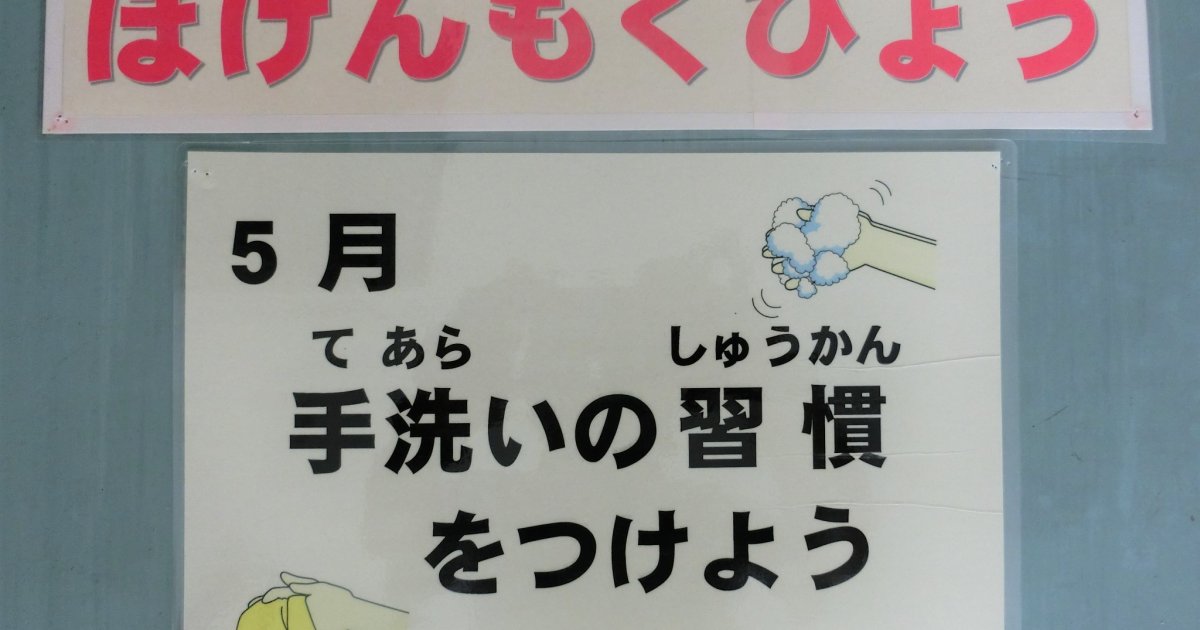 ほけんもくひょう
5月
てあら しゅうかん
手洗いの習慣
をつけよう